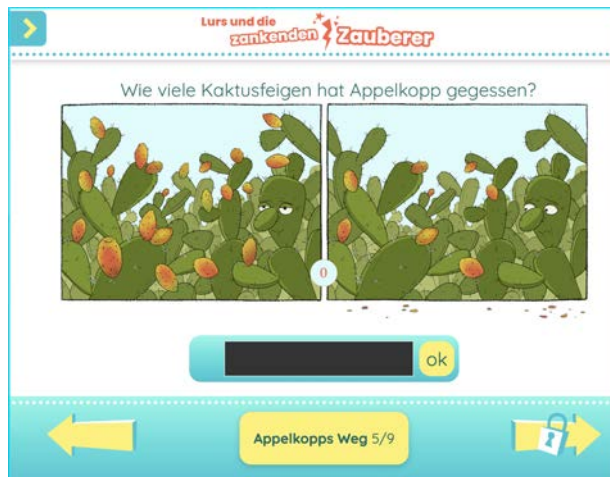 Lurs und die
zankenden Zauberer
Wie viele Kaktusfeigen hat Appelkopp gegessen?
0
ok
Appelkopps Weg 5/9